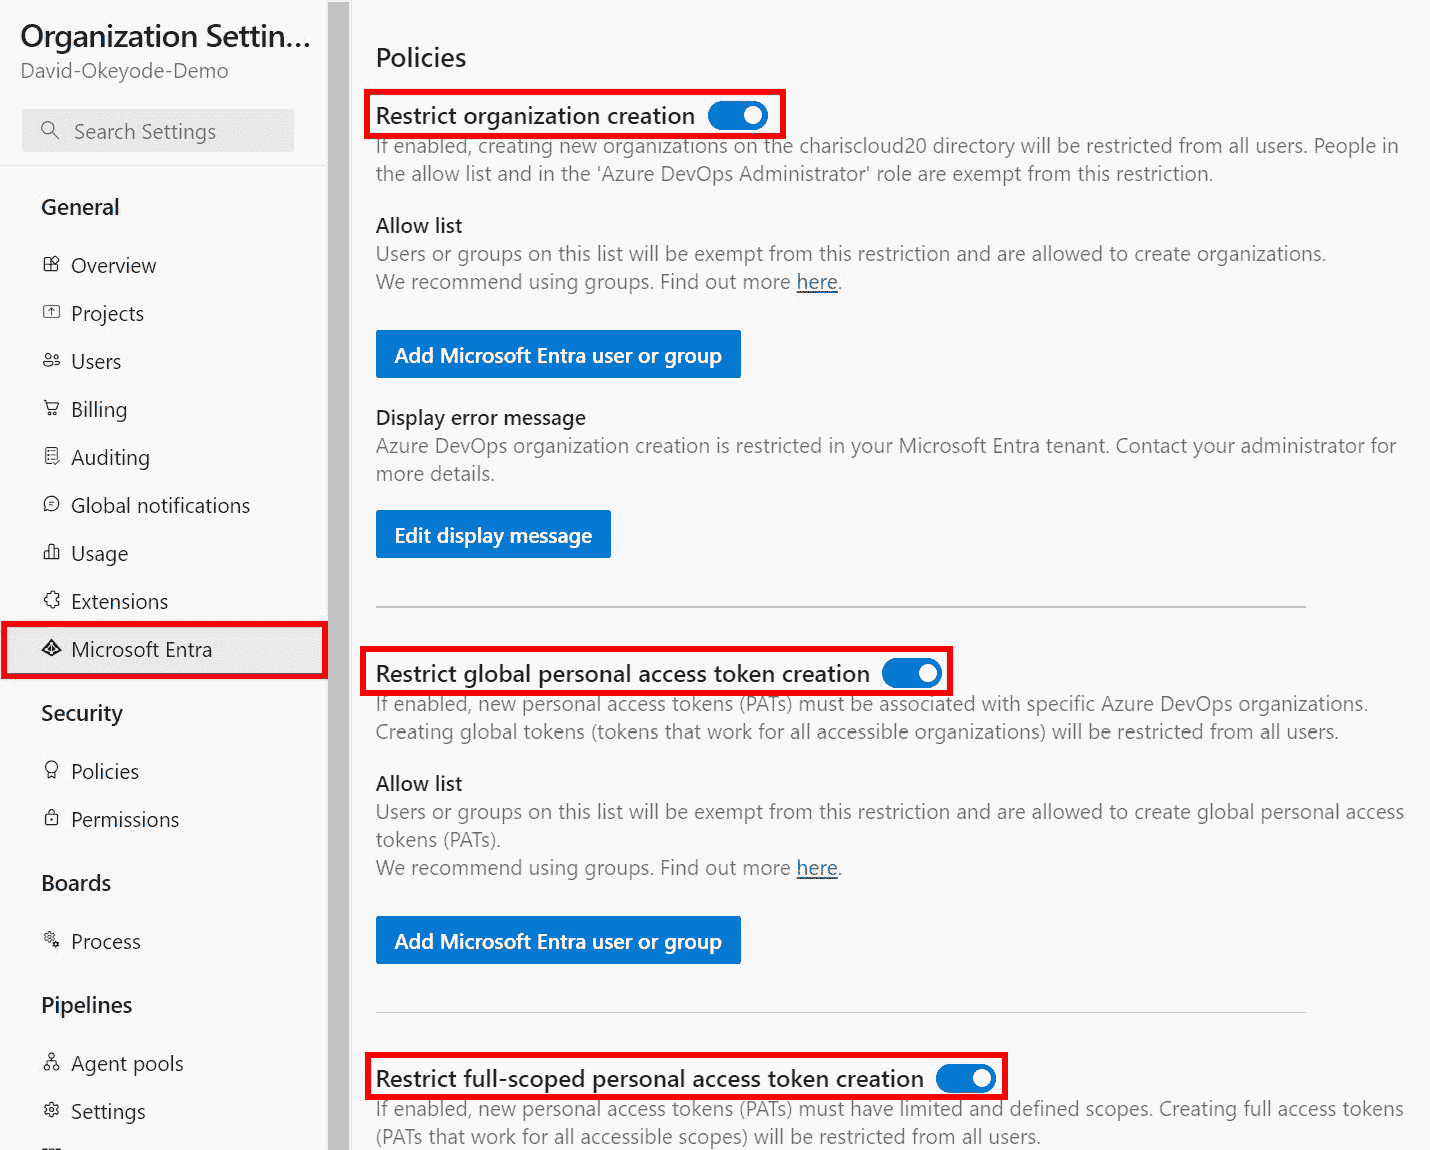 Organization Settin...
David-Okeyode-Demo
Search Settings
General
Overview
Projects
Users
Billing
Auditing
Global notifications
Usage
Extensions
Microsoft Entra
Security
Policies
Permissions
Boards
Process
Pipelines
Agent pools
Settings
Policies
Restrict organization creation
If enabled, creating new organizations on the chariscloud20 directory will be restricted from all users. People in
the allow list and in the 'Azure DevOps Administrator' role are exempt from this restriction.
Allow list
Users or groups on this list will be exempt from this restriction and are allowed to create organizations.
We recommend using groups. Find out more here.
Add Microsoft Entra user or group
Display error message
Azure DevOps organization creation is restricted in your Microsoft Entra tenant. Contact your administrator for
more details.
Edit display message
Restrict global personal access token creation
If enabled, new personal access tokens (PATs) must be associated with specific Azure DevOps organizations.
Creating global tokens (tokens that work for all accessible organizations) will be restricted from all users.
Allow list
Users or groups on this list will be exempt from this restriction and are allowed to create global personal access
tokens (PATs).
We recommend using groups. Find out more here.
Add Microsoft Entra user or group
Restrict full-scoped personal access token creation
If enabled, new personal access tokens (PATs) must have limited and defined scopes. Creating full access tokens
(PATs that work for all accessible scopes) will be restricted from all users.